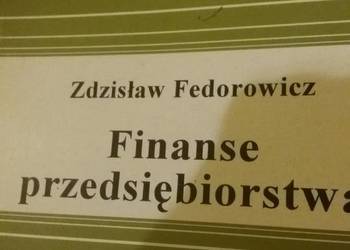 Zdzisław Fedorowicz
Finanse
przedsiębiorstwa